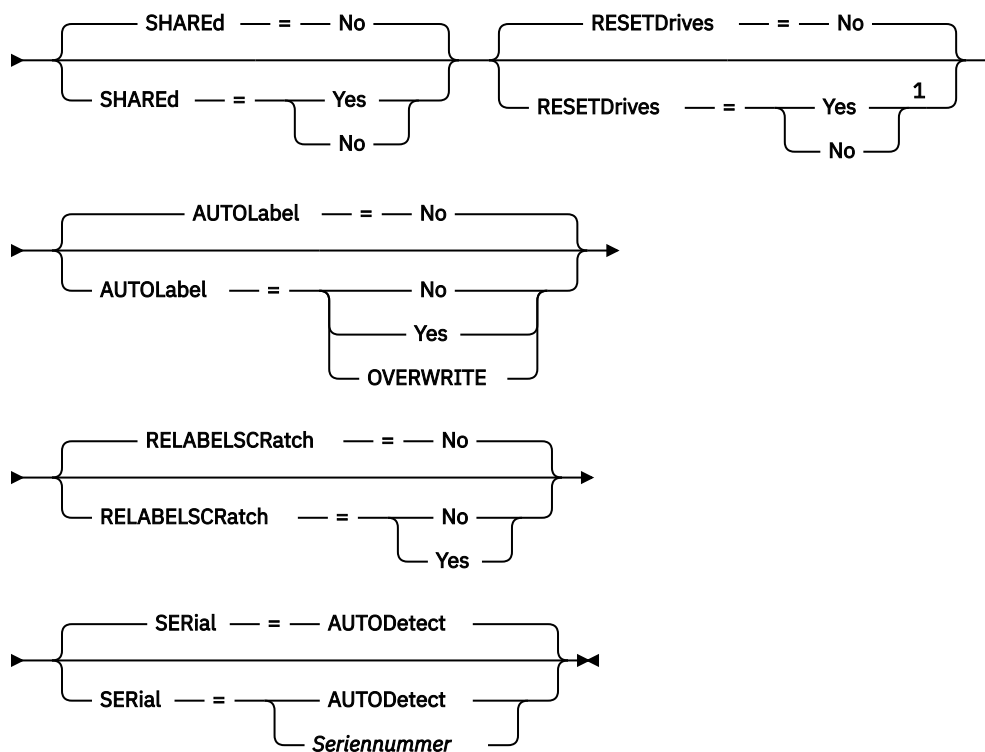 SHAREd = No RESETDrives = No
SHAREd = Yes RESETDrives = Yes 1
No No
AUTOLabel = No
AUTOLabel = No
Yes
OVERWRITE
RELABELSCRatch = No
RELABELSCRatch = No
Yes
SERial = AUTODetect
SERial = AUTODetect
Seriennummer